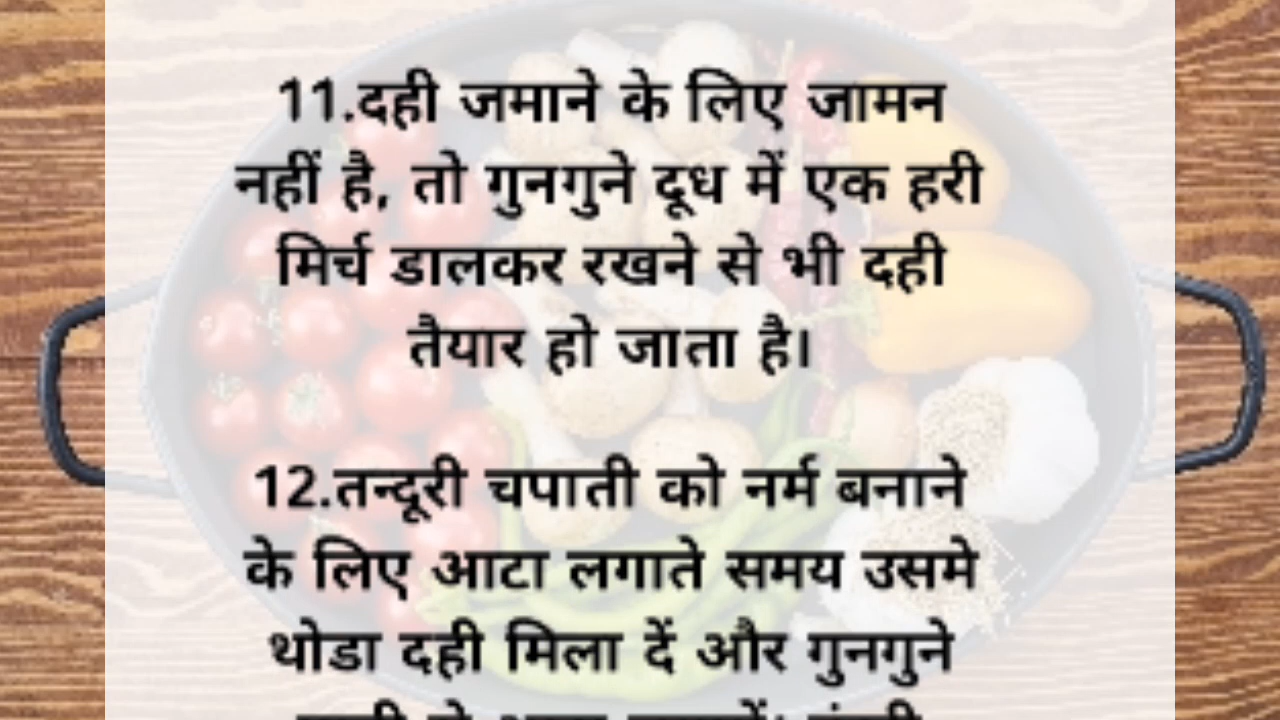 11.दही जमाने के लिए जामन
नहीं है, तो गुनगुने दूध में एक हरी
मिर्च डालकर रखने से भी दही
तैयार हो जाता है।
12.तन्दूरी चपाती को नर्म बनाने
के लिए आटा लगाते समय उसमे
थोडा दही मिला दें और गुनगुने